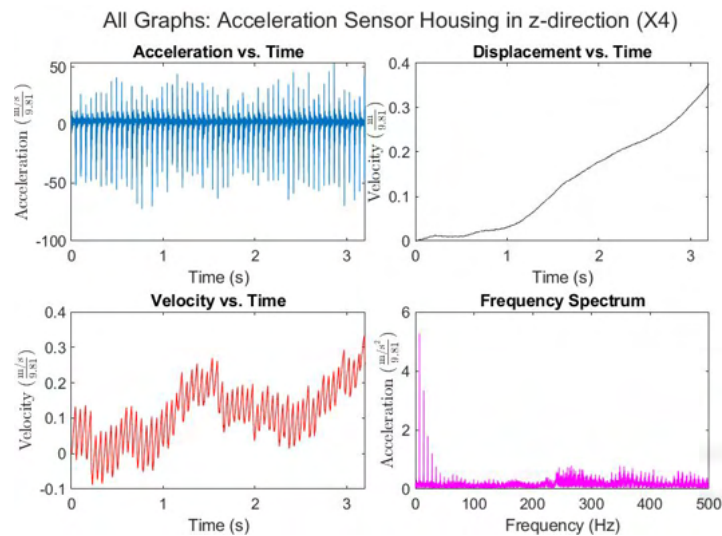 All Graphs: Acceleration Sensor Housing in z-direction (X4)
Acceleration vs. Time
50
0
-50
-100
Acceleration (m/s/9.81)
0 1 2 3
Time (s)
Displacement vs. Time
0.4
0.3
0.2
0.1
0
Velocity (m/9.81)
0 1 2 3
Time (s)
Velocity vs. Time
0.4
0.3
0.2
0.1
0
-0.1
Velocity (m/s/9.81)
0 1 2 3
Time (s)
Frequency Spectrum
6
4
2
0
Acceleration (m/s²/9.81)
0 100 200 300 400 500
Frequency (Hz)